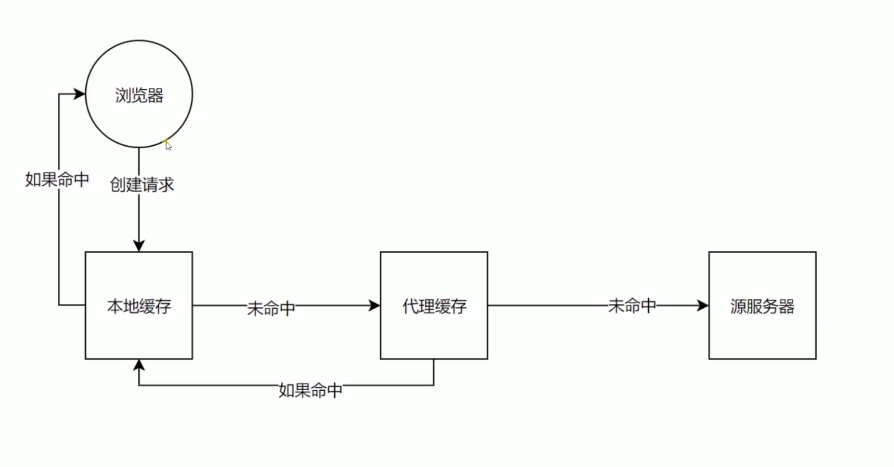 浏览器
如果命中
创建请求
本地缓存
未命中
代理缓存
未命中
源服务器
如果命中